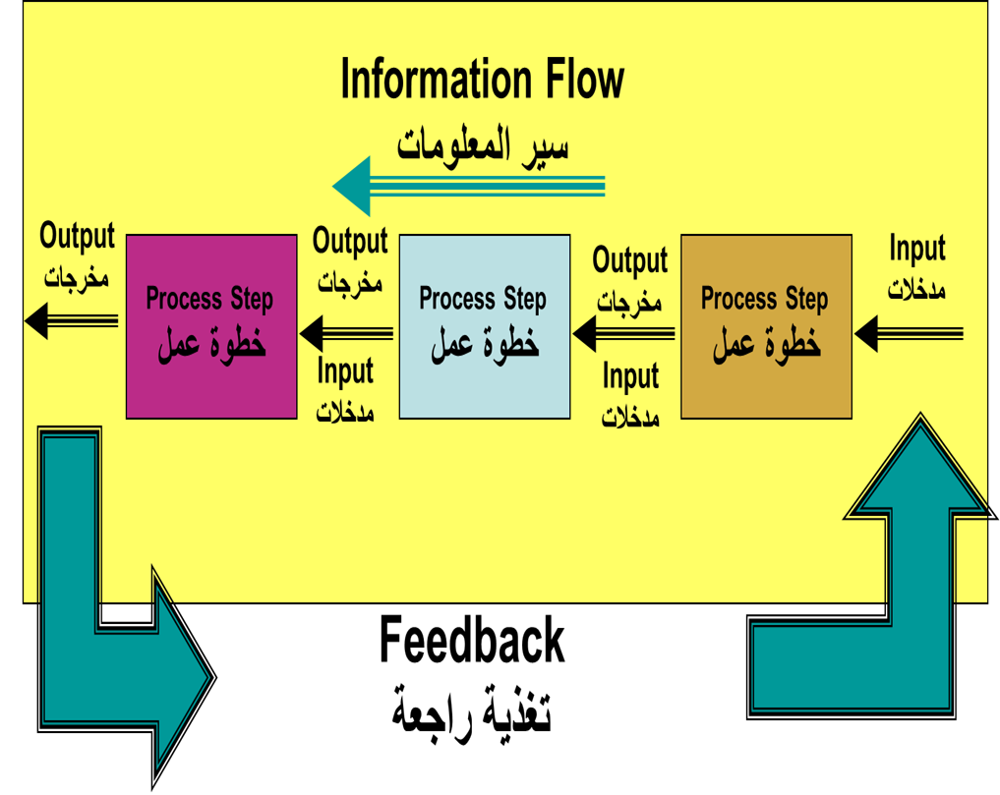 Information Flow
سير المعلومات
Input
مدخلات
Process Step
خطوة عمل
Output
مخرجات
Input
مدخلات
Process Step
خطوة عمل
Output
مخرجات
Input
مدخلات
Process Step
خطوة عمل
Output
مخرجات
Feedback
تغذية راجعة